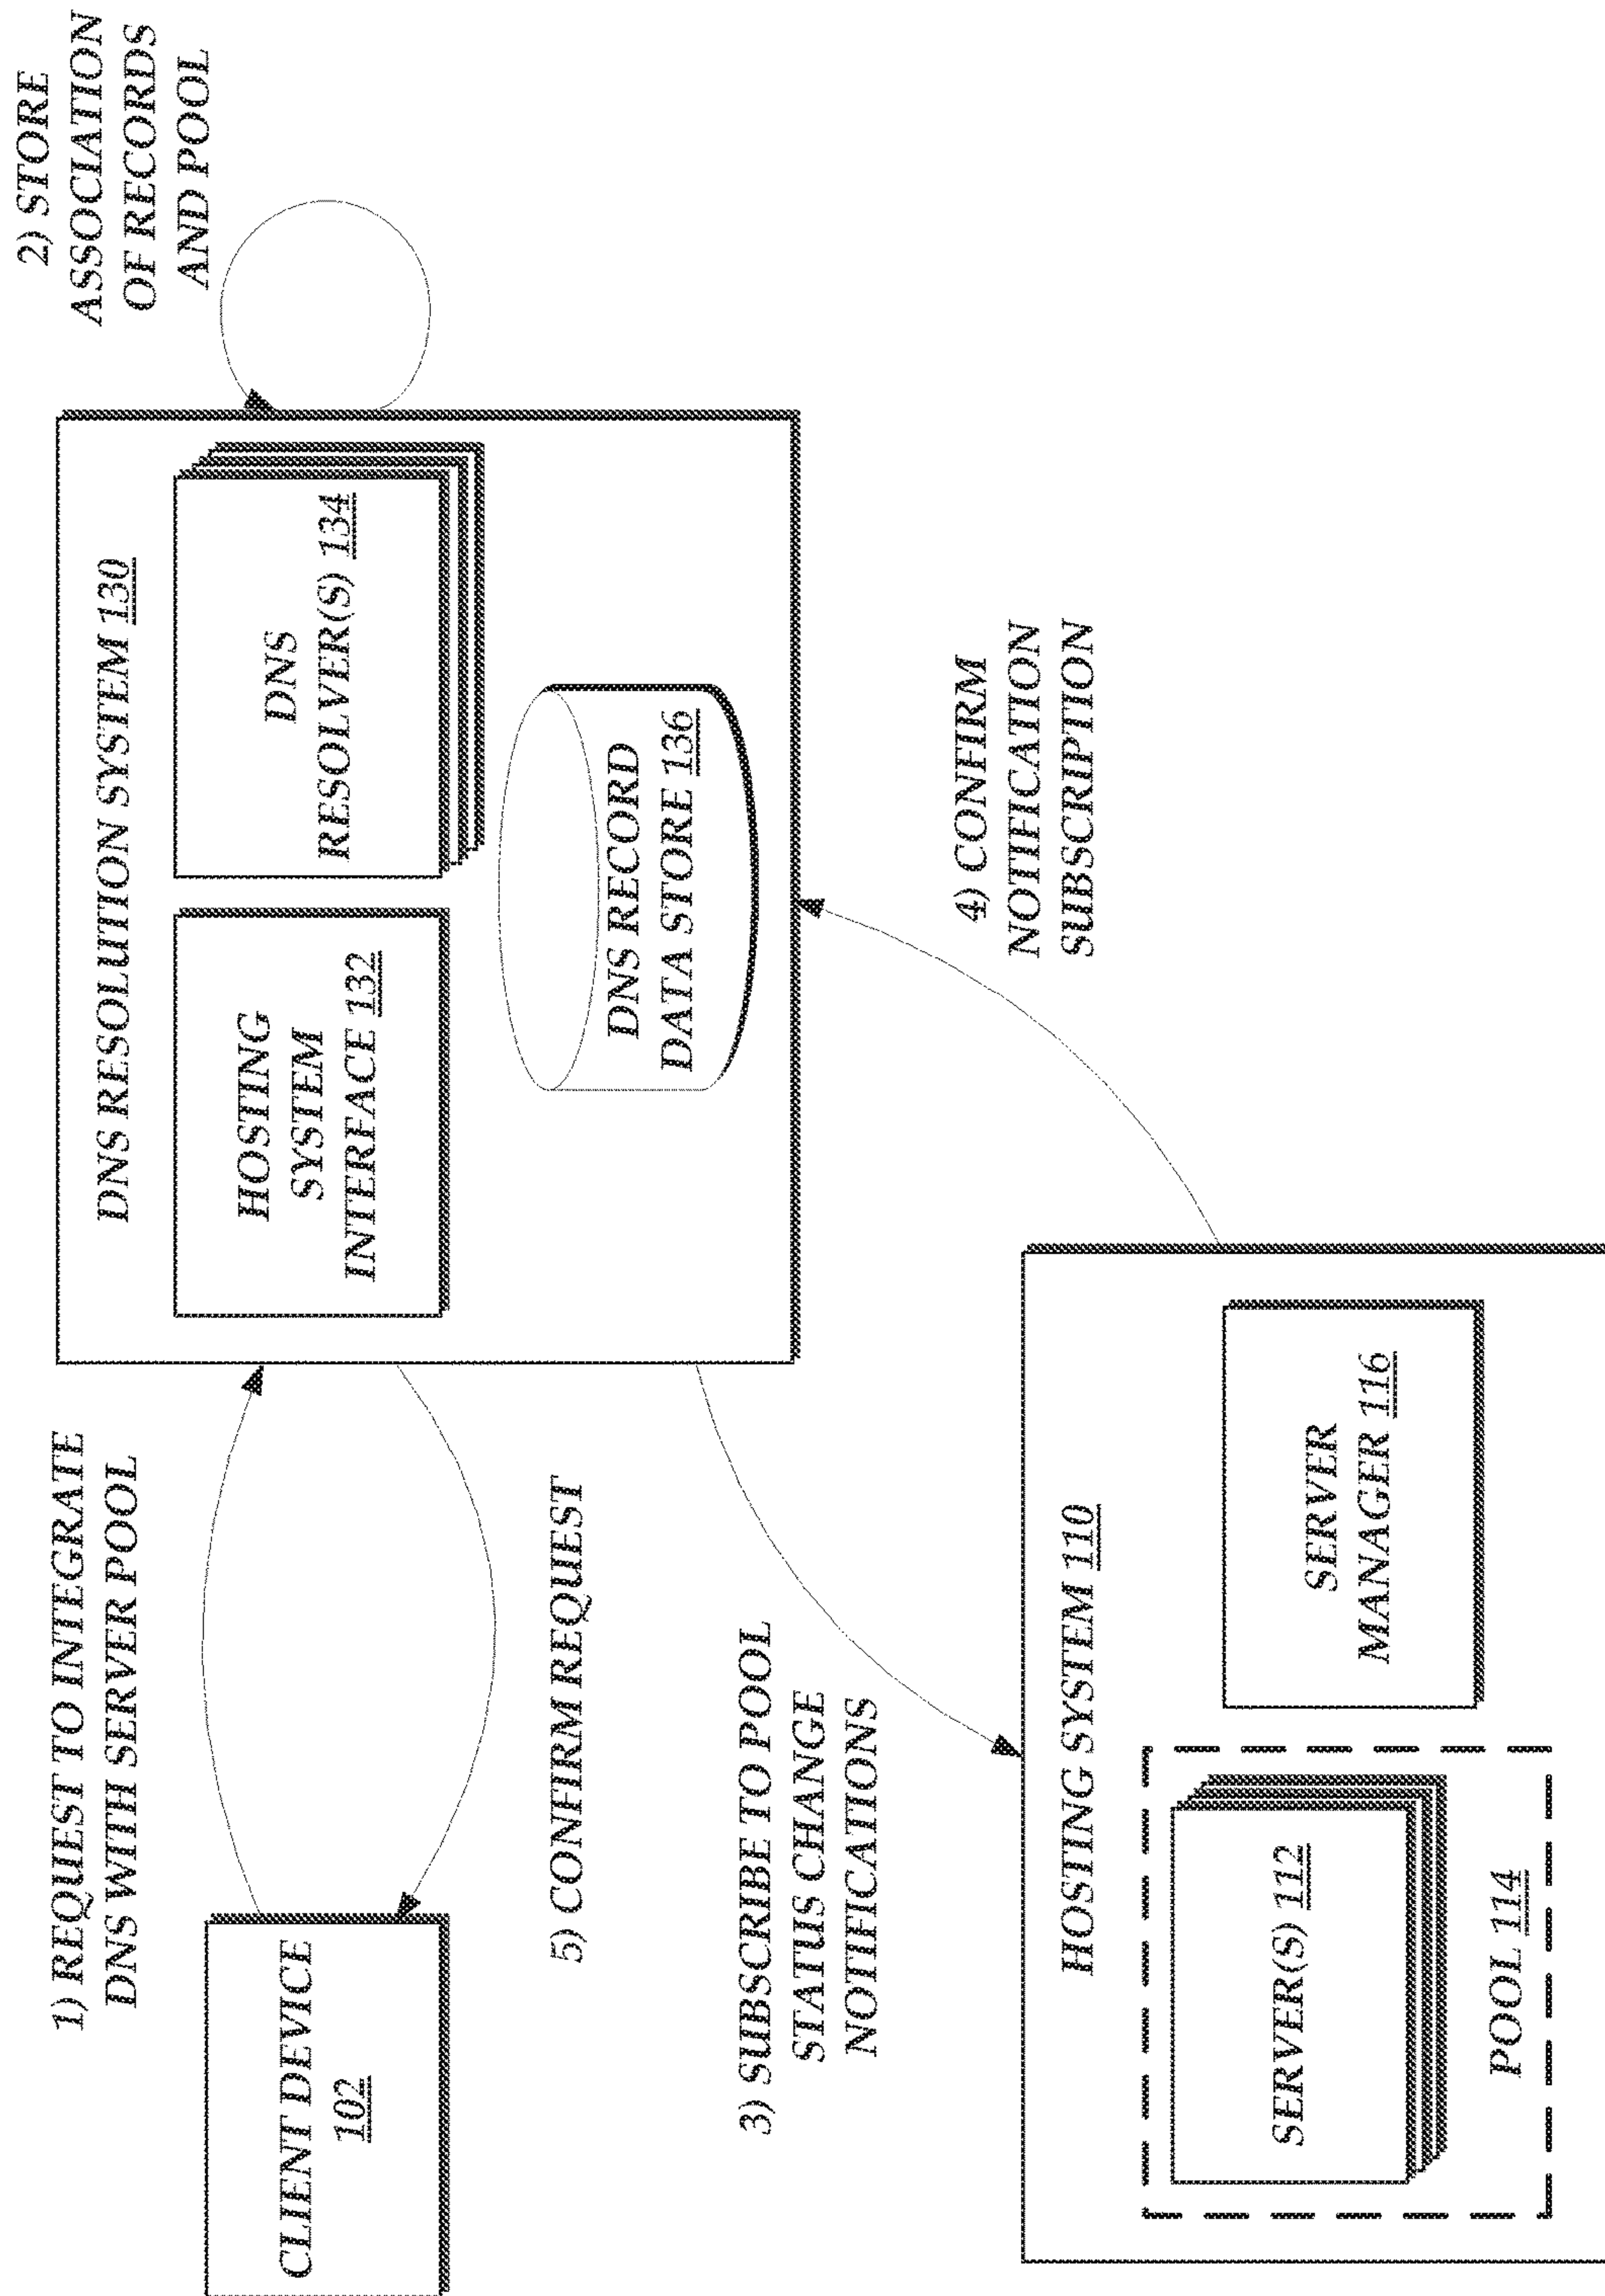 1) REQUEST TO INTEGRATE
DNS WITH SERVER POOL
2) STORE
ASSOCIATION
OF RECORDS
AND POOL
CLIENT DEVICE
102
DNS RESOLUTION SYSTEM 130
HOSTING
SYSTEM
INTERFACE 132
DNS
RESOLVER(S) 134
DNS RECORD
DATA STORE 136
5) CONFIRM REQUEST
3) SUBSCRIBE TO POOL
STATUS CHANGE
NOTIFICATIONS
4) CONFIRM
NOTIFICATION
SUBSCRIPTION
HOSTING SYSTEM 110
SERVER(S) 112
POOL 114
SERVER
MANAGER 116